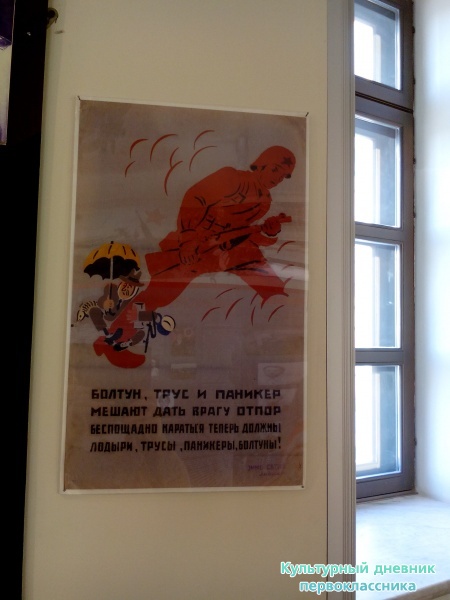 БОЛТУН, ТРУС И ПАНИКЕР
МЕШАЮТ ДАТЬ ВРАГУ ОТПОР
БЕСПОЩАДНО КАРАТЬСЯ ТЕПЕРЬ ДОЛЖНЫ
ЛОДЫРИ, ТРУСЫ, ПАНИКЕРЫ, БОЛТУНЫ!
Культурный дневник
первоклассника